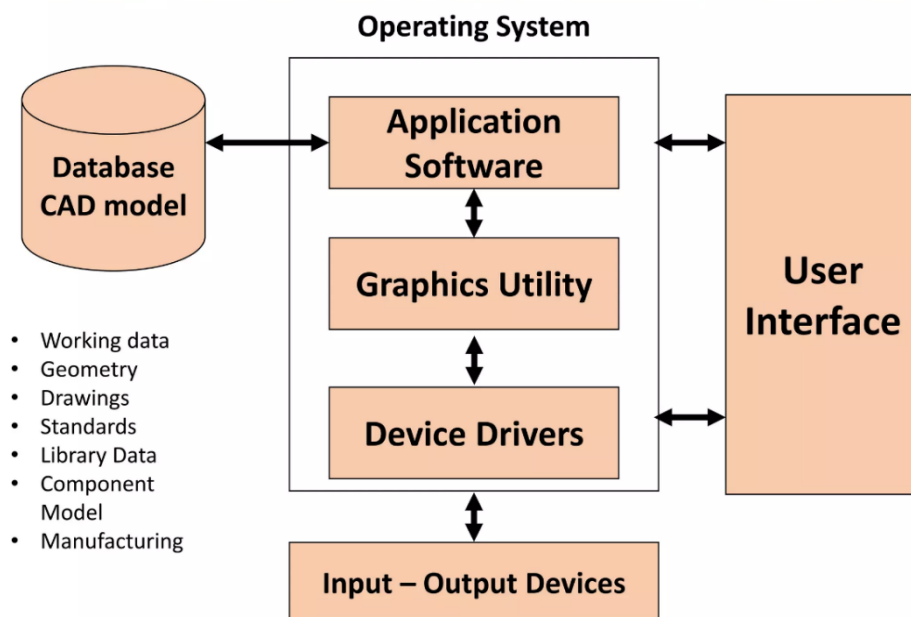 Operating System
Database
CAD model
Application
Software
Graphics Utility
Device Drivers
User
Interface
• Working data
• Geometry
• Drawings
• Standards
• Library Data
• Component
Model
• Manufacturing
Input – Output Devices